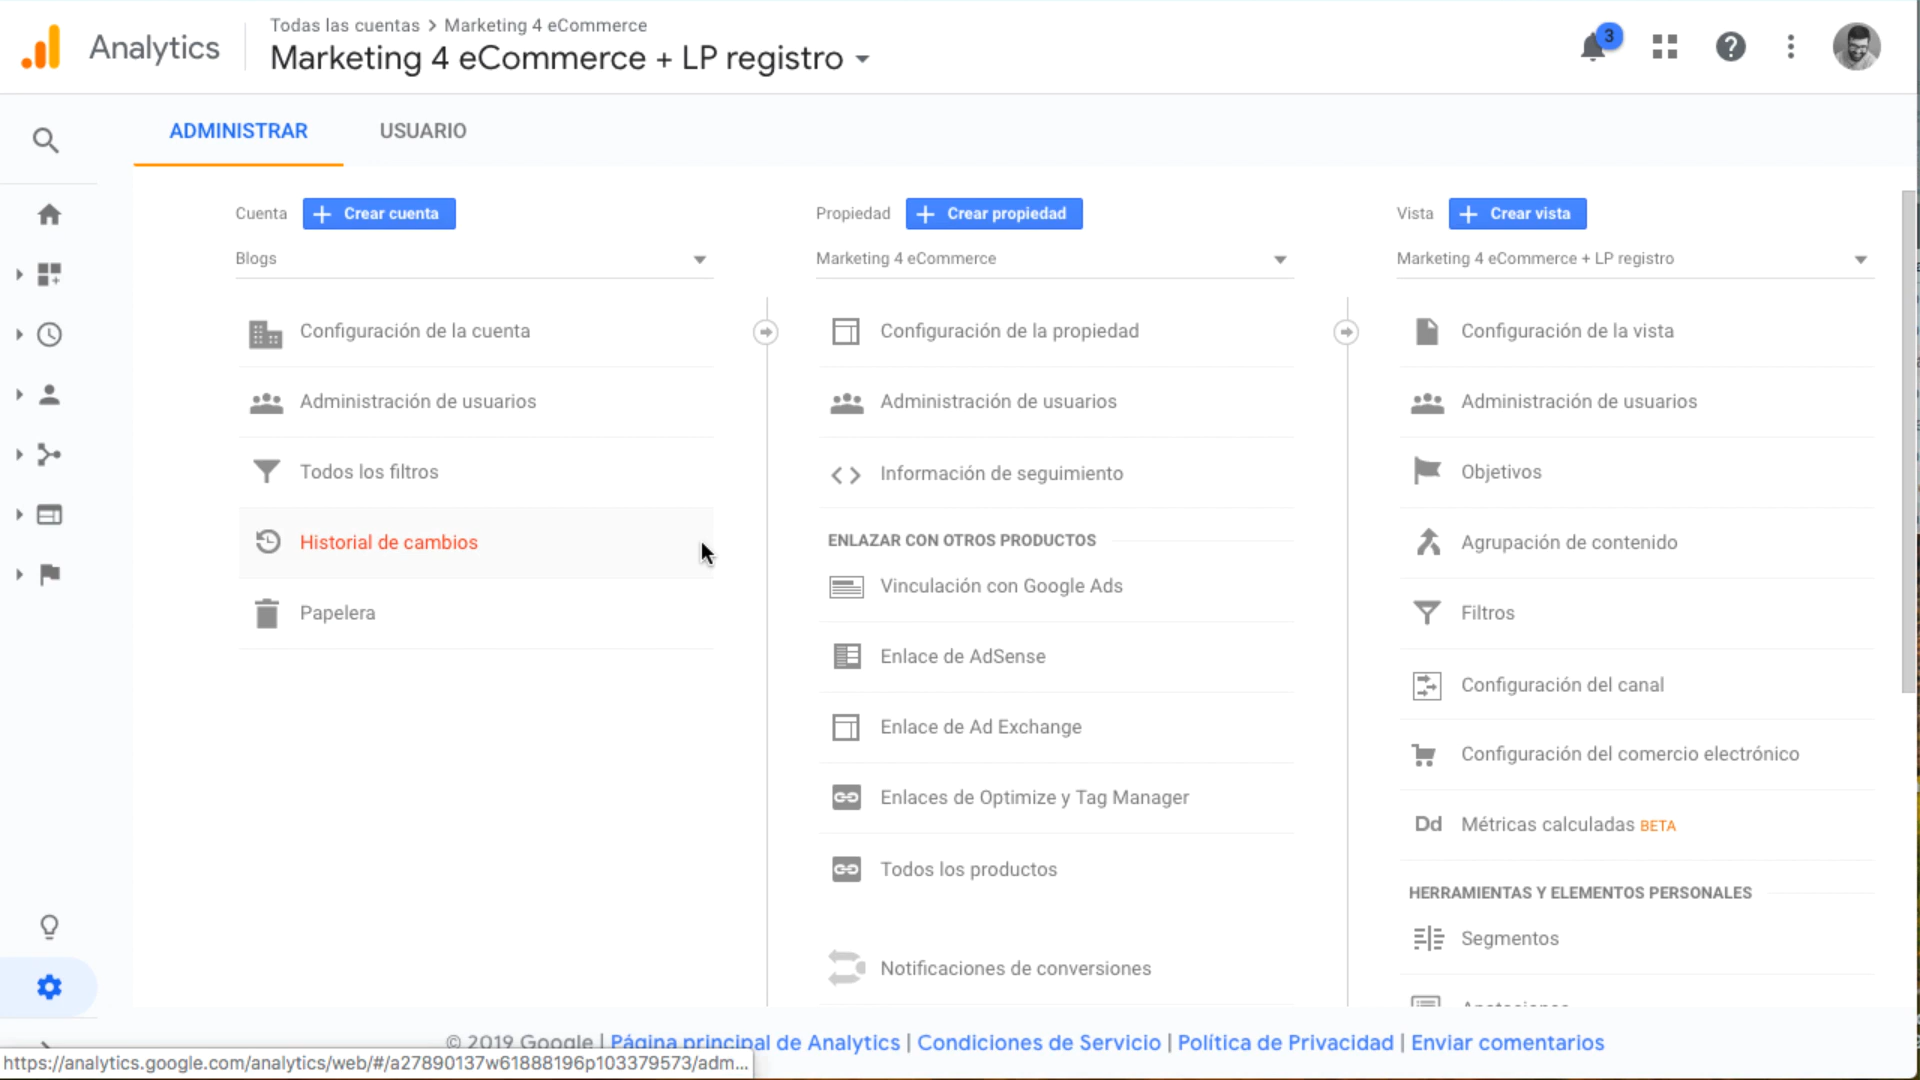 Analytics
Todas las cuentas > Marketing 4 eCommerce
Marketing 4 eCommerce + LP registro
3
ADMINISTRAR
USUARIO
Cuenta
+ Crear cuenta
Blogs
Configuración de la cuenta
Administración de usuarios
Todos los filtros
Historial de cambios
Papelera
Propiedad
+ Crear propiedad
Marketing 4 eCommerce
Configuración de la propiedad
Administración de usuarios
Información de seguimiento
ENLAZAR CON OTROS PRODUCTOS
Vinculación con Google Ads
Enlace de AdSense
Enlace de Ad Exchange
Enlaces de Optimize y Tag Manager
Todos los productos
Notificaciones de conversiones
Vista
+ Crear vista
Marketing 4 eCommerce + LP registro
Configuración de la vista
Administración de usuarios
Objetivos
Agrupación de contenido
Filtros
Configuración del canal
Configuración del comercio electrónico
Dd Métricas calculadas BETA
HERRAMIENTAS Y ELEMENTOS PERSONALES
Segmentos
© 2019 Google | Página principal de Analytics | Condiciones de Servicio | Política de Privacidad | Enviar comentarios
https://analytics.google.com/analytics/web/#/a27890137w61888196p103379573/adm...